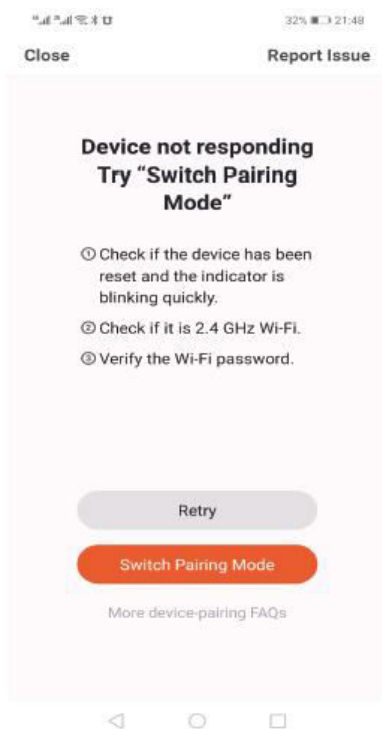 32% 21:48
Close
Report Issue
Device not responding
Try “Switch Pairing
Mode”
① Check if the device has been
reset and the indicator is
blinking quickly.
② Check if it is 2.4 GHz Wi-Fi.
③ Verify the Wi-Fi password.
Retry
Switch Pairing Mode
More device-pairing FAQs